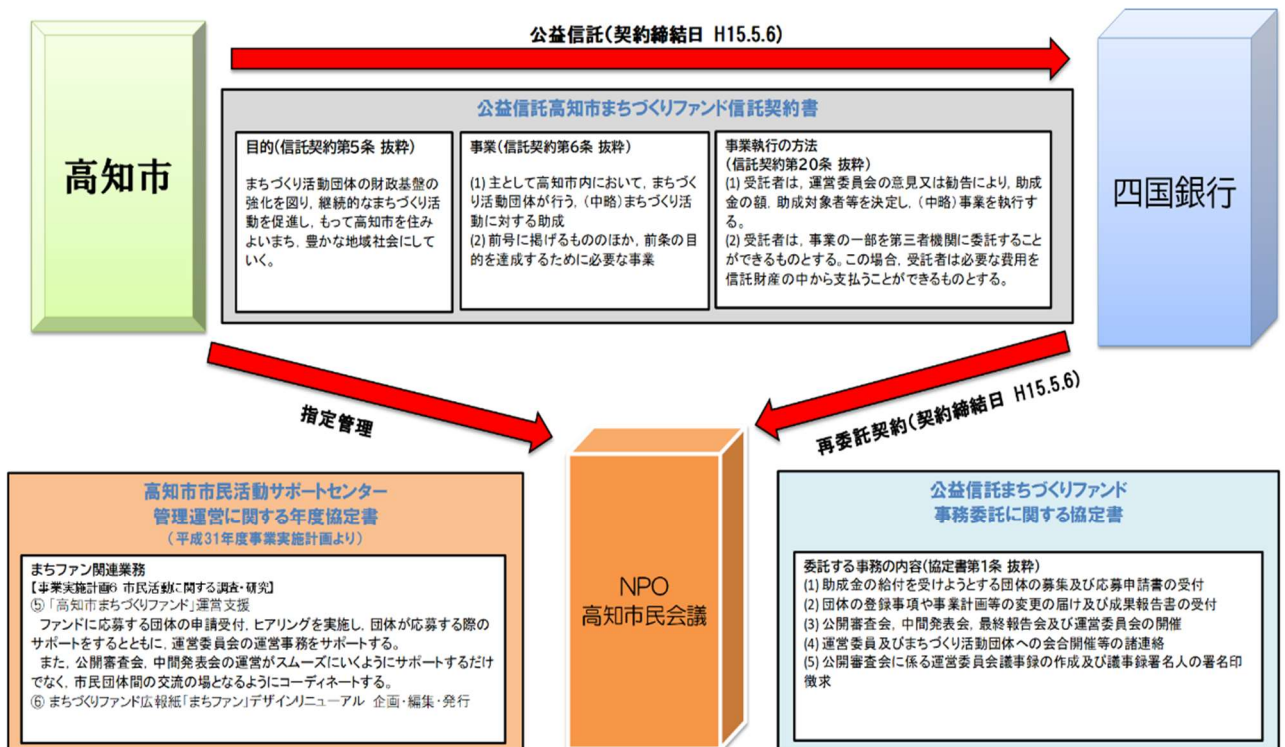 公益信託(契約締結日 H15.5.6)
高知市
四国銀行
公益信託高知市まちづくりファンド信託契約書
目的(信託契約第5条 抜粋)
まちづくり活動団体の財政基盤の
強化を図り，継続的なまちづくり活
動を促進し，もって高知市を住み
よいまち，豊かな地域社会にして
いく。
事業(信託契約第6条 抜粋)
(1) 主として高知市内において，まちづく
り活動団体が行う，(中略)まちづくり活
動に対する助成
(2) 前号に掲げるもののほか，前条の目
的を達成するために必要な事業
事業執行の方法
(信託契約第20条 抜粋)
(1) 受託者は，運営委員会の意見又は勧告により，助成
金の額，助成対象者等を決定し，(中略)事業を執行す
る。
(2) 受託者は，事業の一部を第三者機関に委託すること
ができるものとする。この場合，受託者は必要な費用を
信託財産の中から支払うことができるものとする。
指定管理
再委託契約(契約締結日 H15.5.6)
高知市市民活動サポートセンター
管理運営に関する年度協定書
(平成31年度事業実施計画より)
まちファン関連業務
【事業実施計画6 市民活動に関する調査・研究】
⑤「高知市まちづくりファンド」運営支援
ファンドに応募する団体の申請受付，ヒアリングを実施し，団体が応募する際の
サポートをするとともに，運営委員会の運営事務をサポートする。
また，公開審査会，中間発表会の運営がスムーズにいくようにサポートするだけ
でなく，市民団体間の交流の場となるようにコーディネートする。
⑥ まちづくりファンド広報紙「まちファン」デザインリニューアル 企画・編集・発行
NPO
高知市民会議
公益信託まちづくりファンド
事務委託に関する協定書
委託する事務の内容(協定書第1条 抜粋)
(1) 助成金の給付を受けようとする団体の募集及び応募申請書の受付
(2) 団体の登録事項や事業計画等の変更の届け及び成果報告書の受付
(3) 公開審査会，中間発表会，最終報告会及び運営委員会の開催
(4) 運営委員及びまちづくり活動団体への会合開催等の諸連絡
(5) 公開審査会に係る運営委員会議事録の作成及び議事録署名人の署名印
徴求